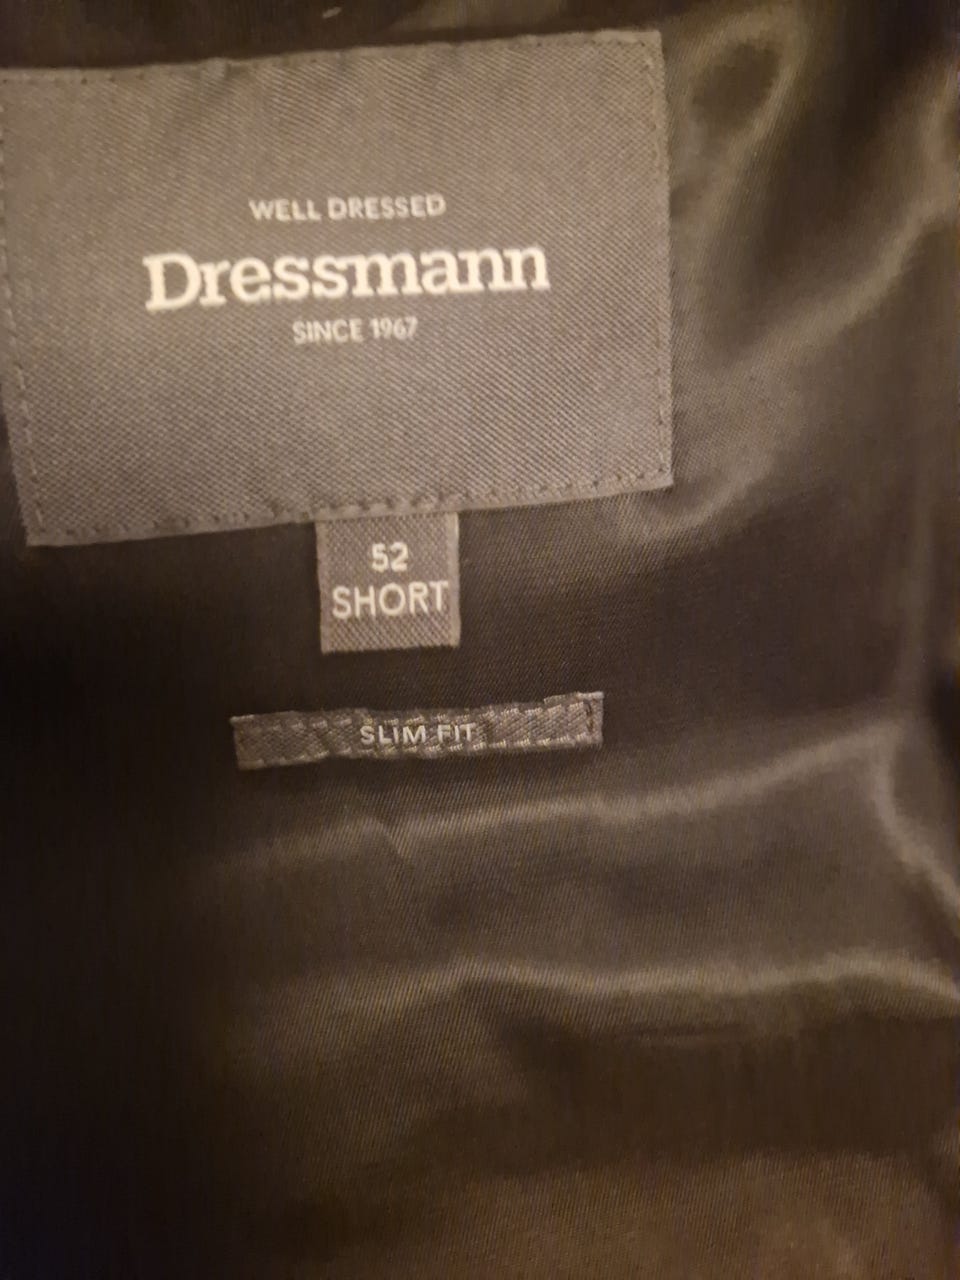 WELL DRESSED
Dressmann
SINCE 1967
52
SHORT
SLIM FIT